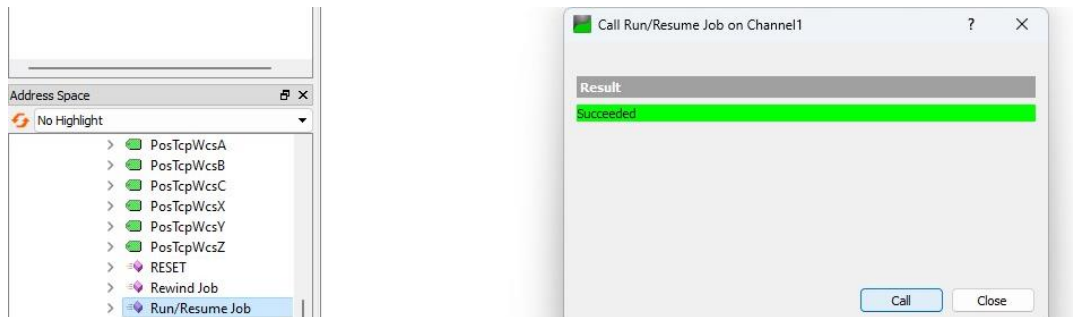 Address Space
No Highlight
PosTcpWcsA
PosTcpWcsB
PosTcpWcsC
PosTcpWcsX
PosTcpWcsY
PosTcpWcsZ
RESET
Rewind Job
Run/Resume Job
Call Run/Resume Job on Channel1
Result
Succeeded
Call Close